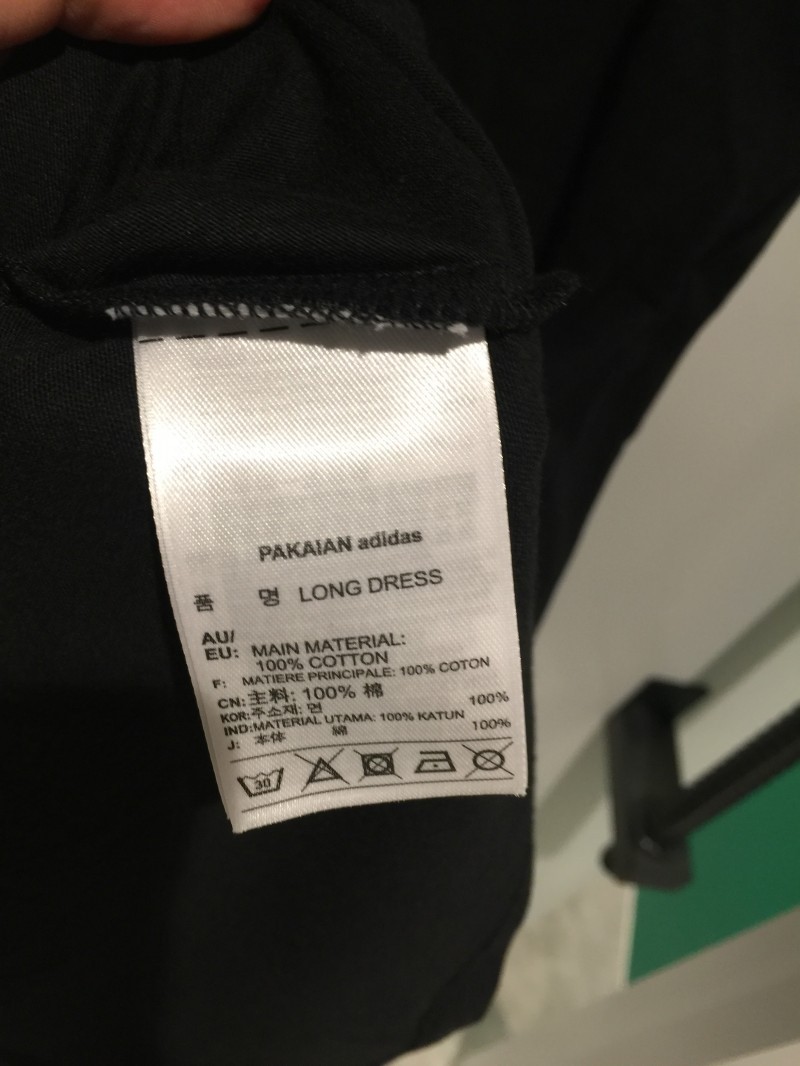 PAKAIAN adidas
품 명 LONG DRESS
AU/
EU: MAIN MATERIAL:
100% COTTON
F: MATIERE PRINCIPALE: 100% COTON
CN: 主料: 100% 棉
KOR: 주소재: 면 100%
IND: MATERIAL UTAMA: 100% KATUN
J: 本体 綿 100%
30